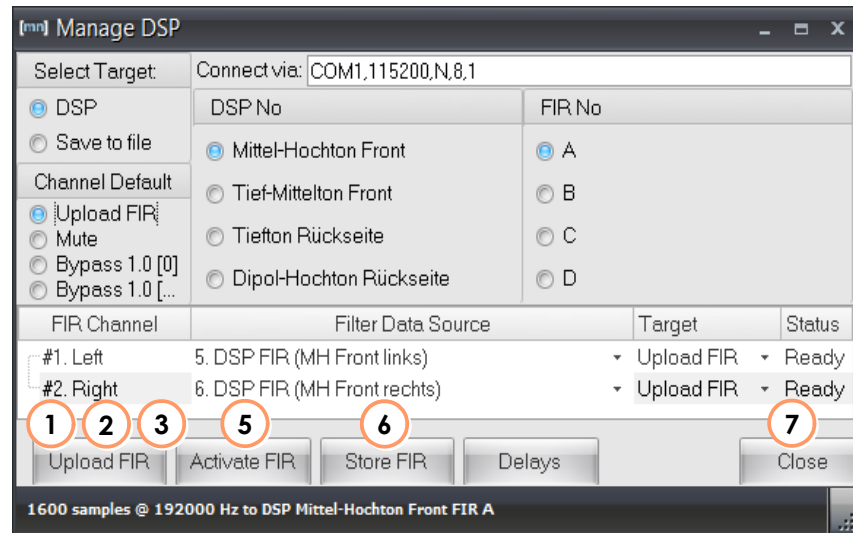 [mn] Manage DSP
Select Target:
Connect via: COM1,115200,N,8,1
DSP
Save to file
DSP No
FIR No
Mittel-Hochton Front
Tief-Mittelton Front
Tiefton Rückseite
Dipol-Hochton Rückseite
A
B
C
D
Channel Default
Upload FIR
Mute
Bypass 1.0 [0]
Bypass 1.0 [...
FIR Channel Filter Data Source Target Status
#1. Left 5. DSP FIR (MH Front links) Upload FIR Ready
#2. Right 6. DSP FIR (MH Front rechts) Upload FIR Ready
1 2 3 5 6 7
Upload FIR Activate FIR Store FIR Delays Close
1600 samples @ 192000 Hz to DSP Mittel-Hochton Front FIR A